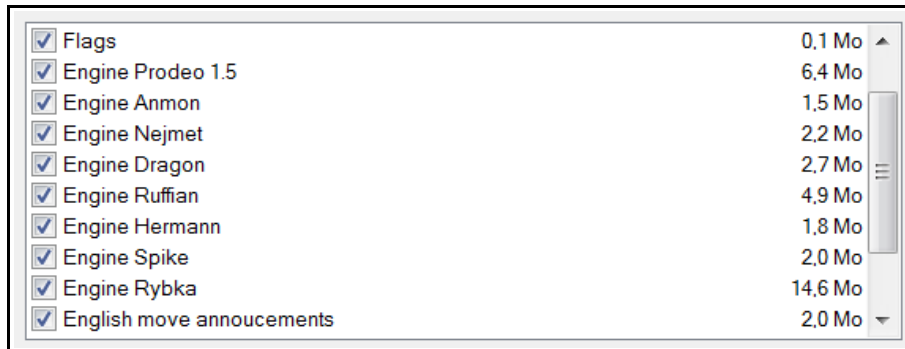 Flags 0,1 Mo
Engine Prodeo 1.5 6,4 Mo
Engine Anmon 1,5 Mo
Engine Nejmet 2,2 Mo
Engine Dragon 2,7 Mo
Engine Ruffian 4,9 Mo
Engine Hermann 1,8 Mo
Engine Spike 2,0 Mo
Engine Rybka 14,6 Mo
English move annoucements 2,0 Mo